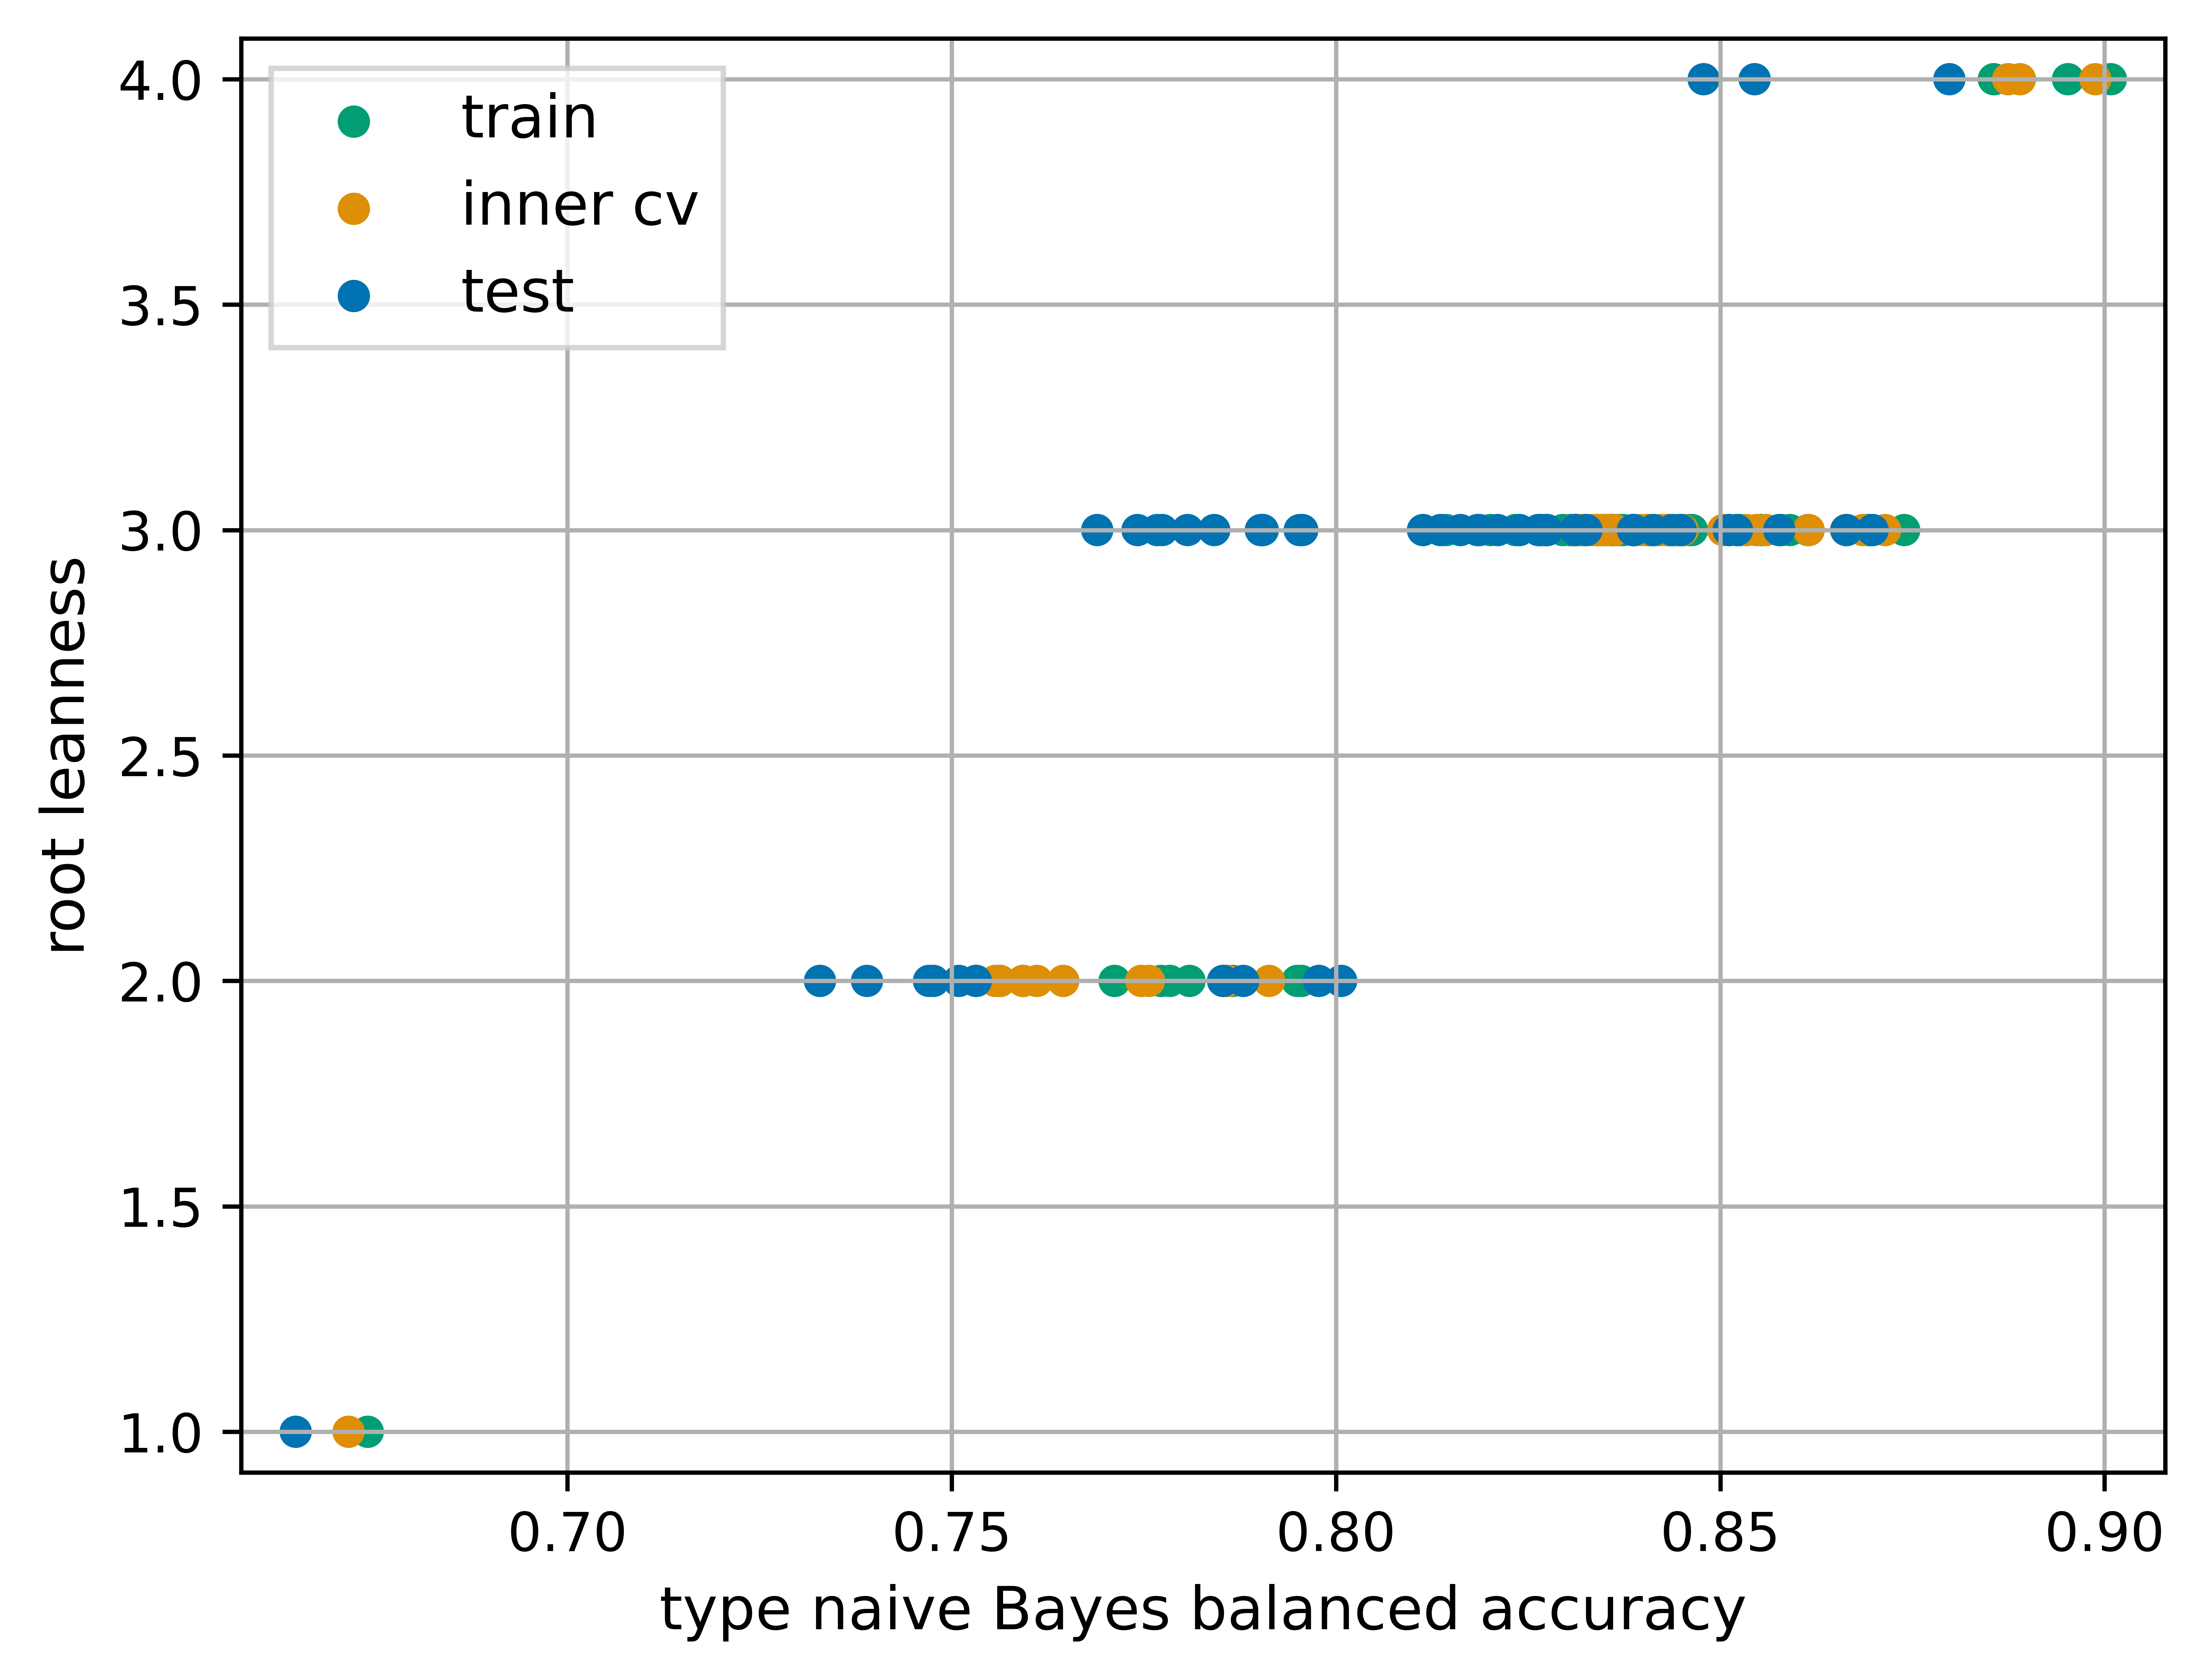 train
inner cv
test
4.0
3.5
3.0
2.5
2.0
1.5
1.0
root leanness
0.70 0.75 0.80 0.85 0.90
type naive Bayes balanced accuracy